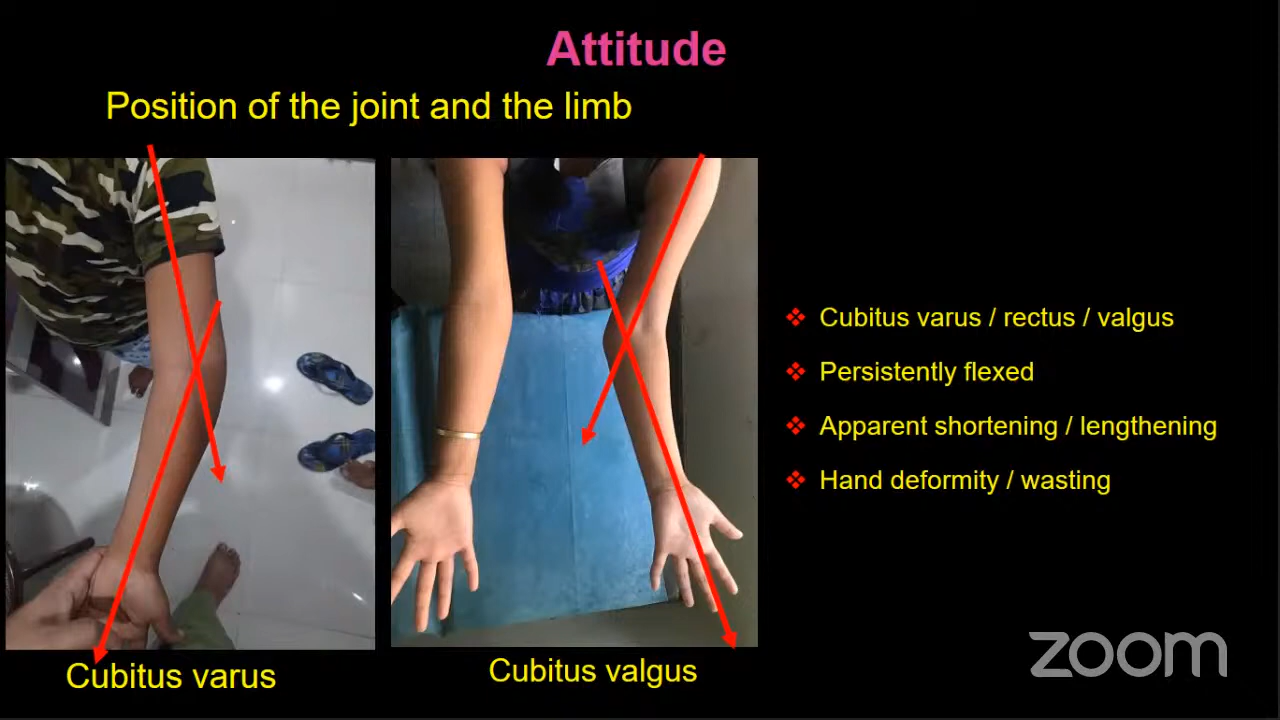 Attitude
Position of the joint and the limb
Cubitus varus / rectus / valgus
Persistently flexed
Apparent shortening / lengthening
Hand deformity / wasting
Cubitus varus
Cubitus valgus
zoom